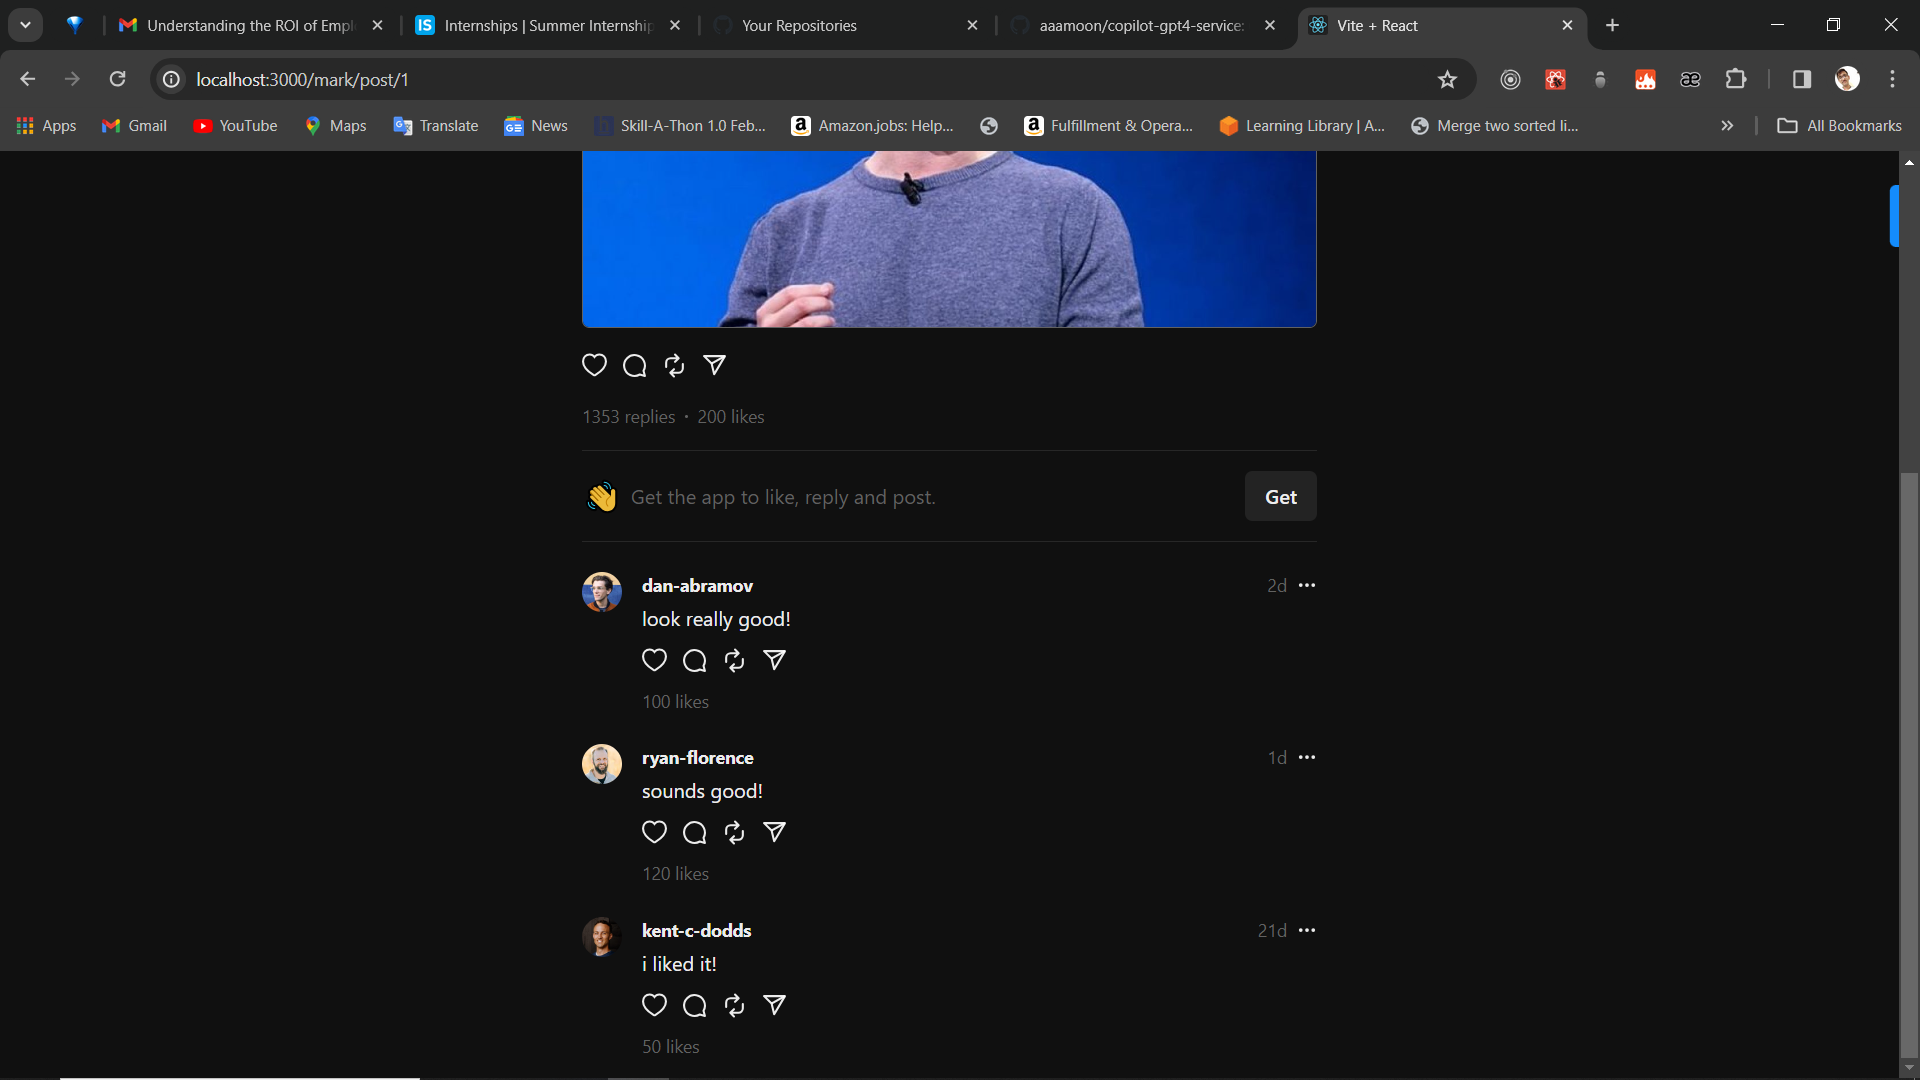 Understanding the ROI of Empl
Internships | Summer Internship
Your Repositories
aaamoon/copilot-gpt4-service:
Vite + React
localhost:3000/mark/post/1
Apps
Gmail
YouTube
Maps
Translate
News
Skill-A-Thon 1.0 Feb...
Amazon.jobs: Help...
Fulfillment & Opera...
Learning Library | A...
Merge two sorted li...
All Bookmarks
1353 replies · 200 likes
Get the app to like, reply and post.
Get
dan-abramov
2d
look really good!
100 likes
ryan-florence
1d
sounds good!
120 likes
kent-c-dodds
21d
i liked it!
50 likes